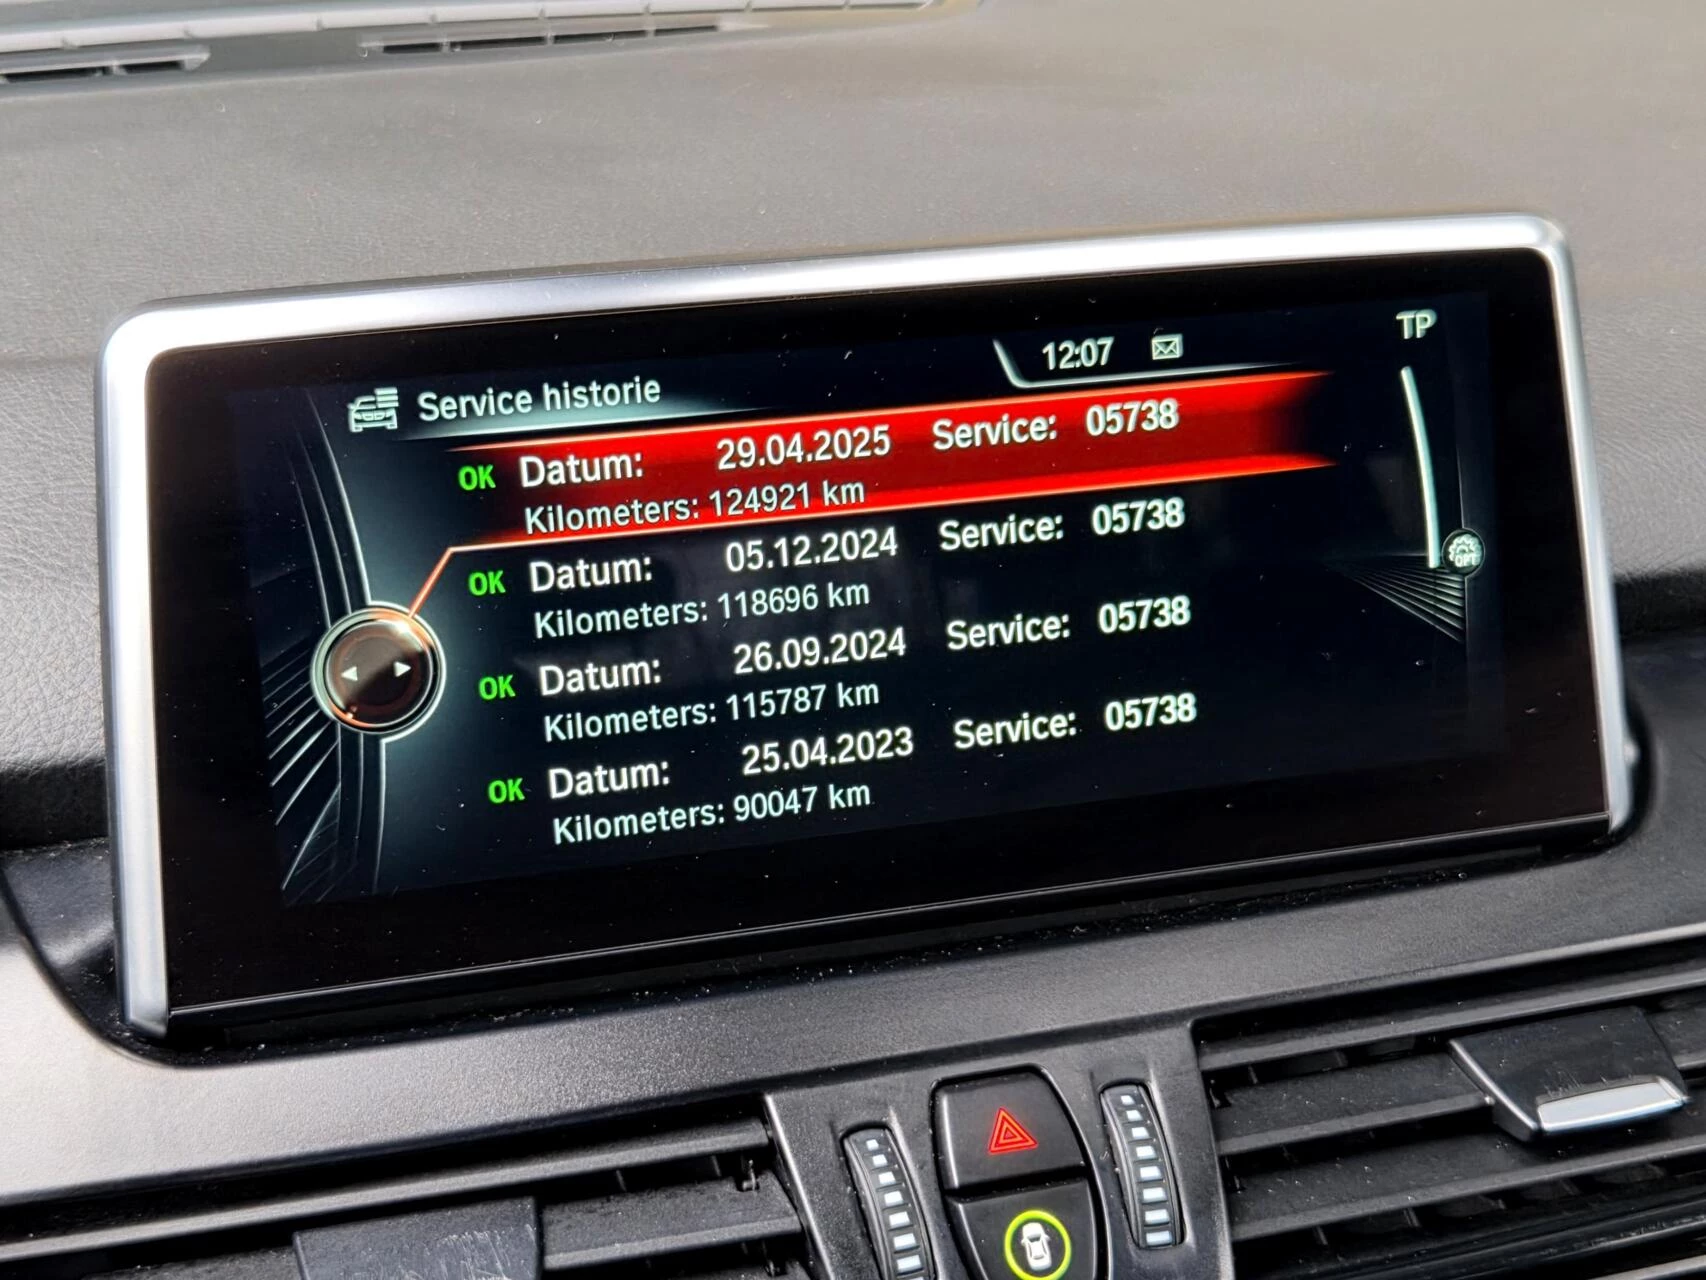 TP
12:07
Service historie
OK Datum: 29.04.2025 Service: 05738
Kilometers: 124921 km
OK Datum: 05.12.2024 Service: 05738
Kilometers: 118696 km
OK Datum: 26.09.2024 Service: 05738
Kilometers: 115787 km
OK Datum: 25.04.2023 Service: 05738
Kilometers: 90047 km
OPT